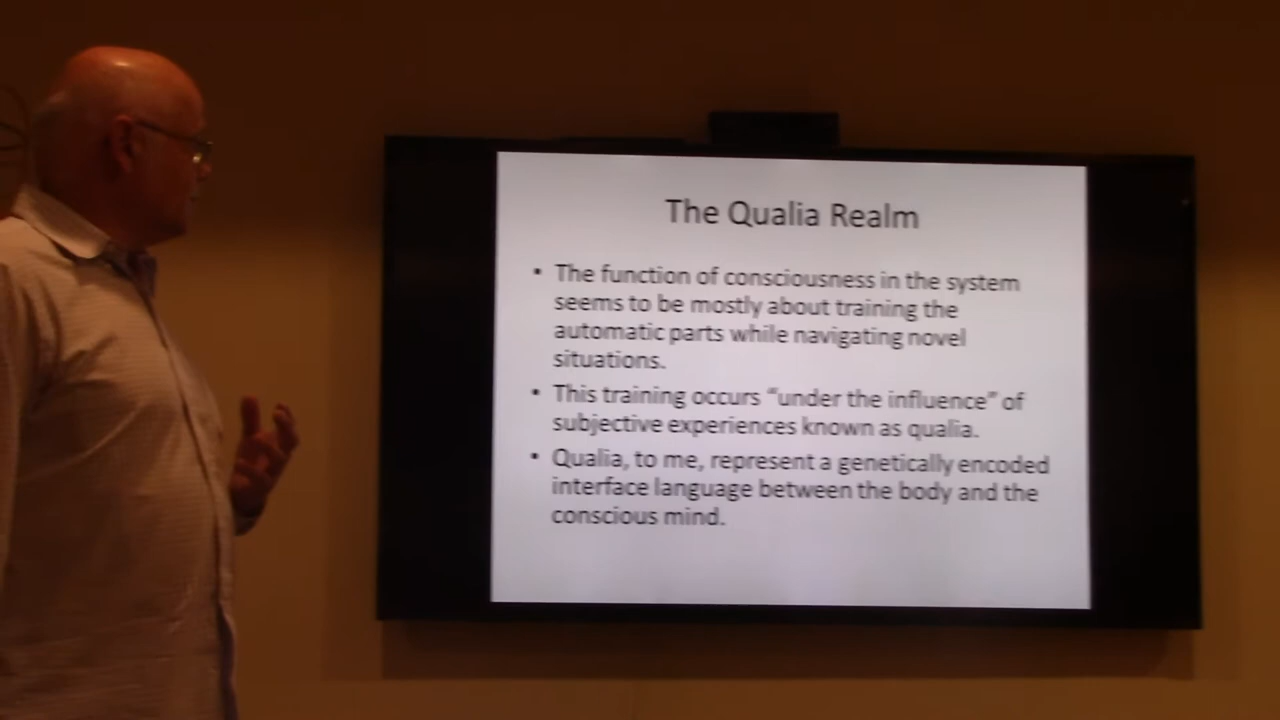 The Qualia Realm
• The function of consciousness in the system
seems to be mostly about training the
automatic parts while navigating novel
situations.
• This training occurs “under the influence” of
subjective experiences known as qualia.
• Qualia, to me, represent a genetically encoded
interface language between the body and the
conscious mind.